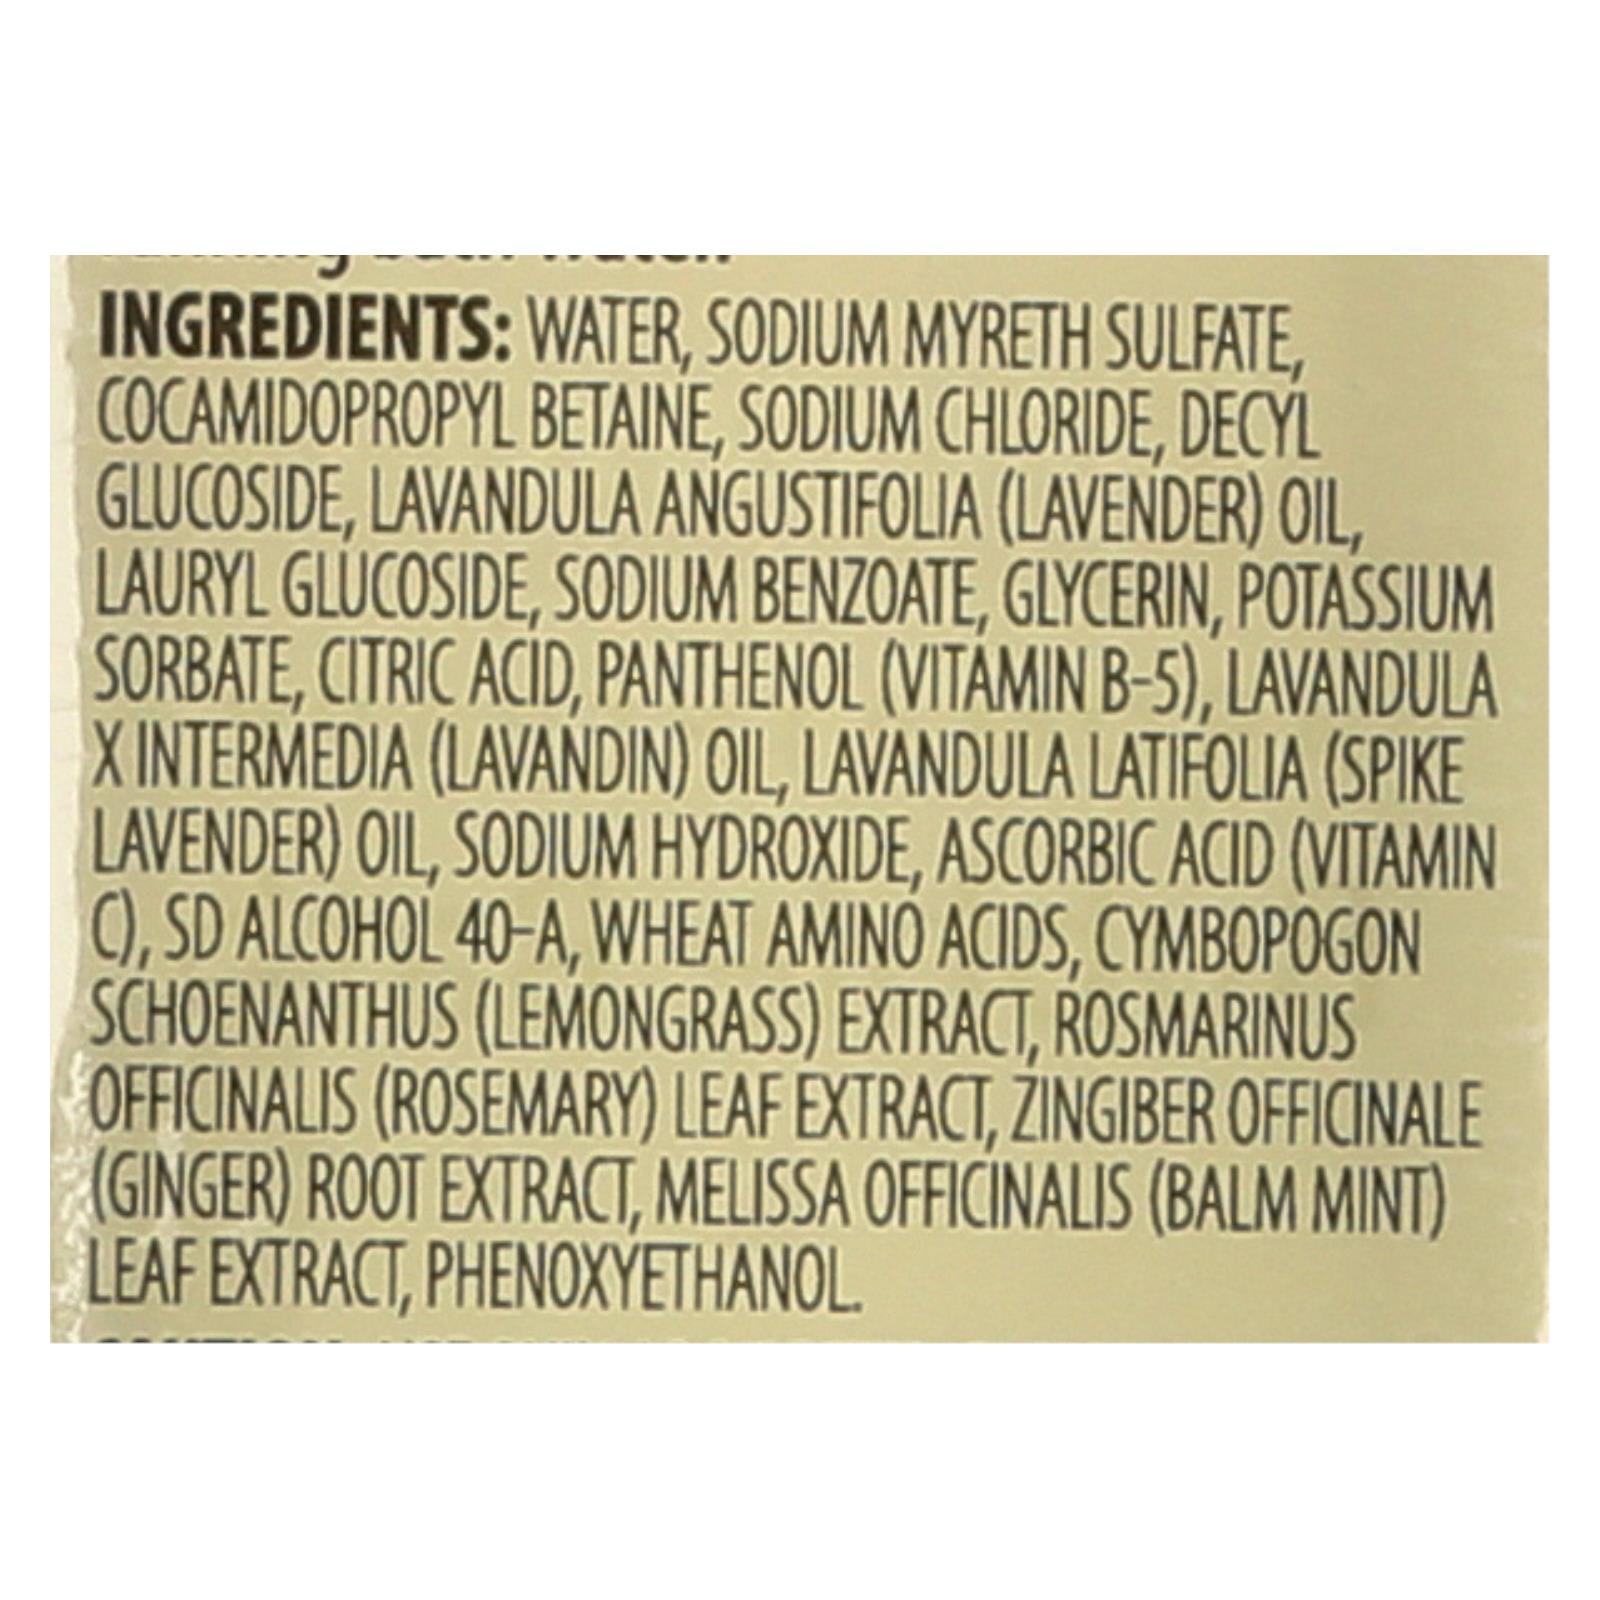 INGREDIENTS: WATER, SODIUM MYRETH SULFATE,
COCAMIDOPROPYL BETAINE, SODIUM CHLORIDE, DECYL
GLUCOSIDE, LAVANDULA ANGUSTIFOLIA (LAVENDER) OIL,
LAURYL GLUCOSIDE, SODIUM BENZOATE, GLYCERIN, POTASSIUM
SORBATE, CITRIC ACID, PANTHENOL (VITAMIN B-5), LAVANDULA
X INTERMEDIA (LAVANDIN) OIL, LAVANDULA LATIFOLIA (SPIKE
LAVENDER) OIL, SODIUM HYDROXIDE, ASCORBIC ACID (VITAMIN
C), SD ALCOHOL 40-A, WHEAT AMINO ACIDS, CYMBOPOGON
SCHOENANTHUS (LEMONGRASS) EXTRACT, ROSMARINUS
OFFICINALIS (ROSEMARY) LEAF EXTRACT, ZINGIBER OFFICINALE
(GINGER) ROOT EXTRACT, MELISSA OFFICINALIS (BALM MINT)
LEAF EXTRACT, PHENOXYETHANOL.